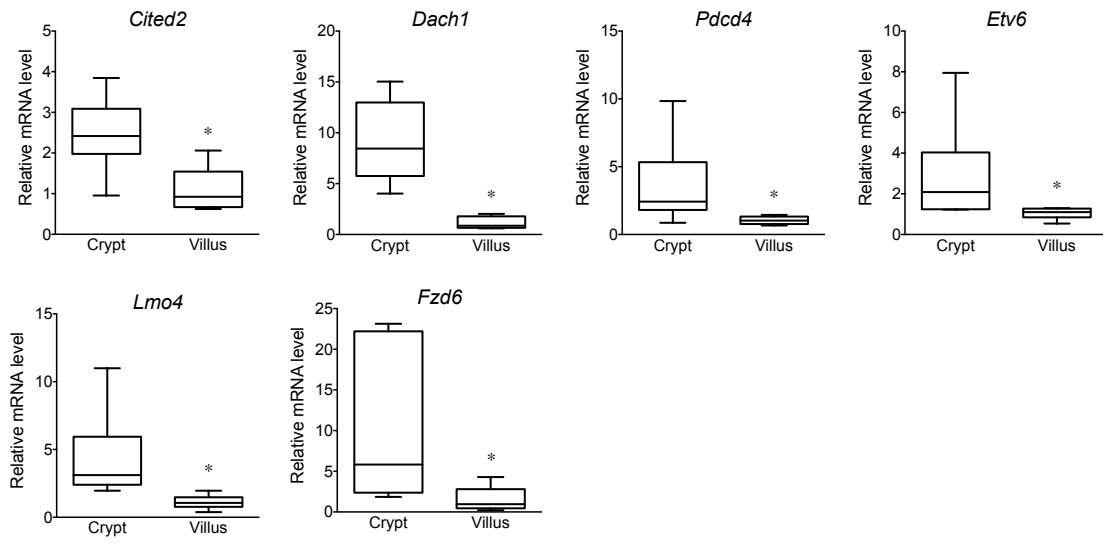 Cited2
Relative mRNA level
5
4
3
2
1
0
*
Crypt Villus
Dach1
Relative mRNA level
20
15
10
5
0
*
Crypt Villus
Pdcd4
Relative mRNA level
15
10
5
0
*
Crypt Villus
Etv6
Relative mRNA level
10
8
6
4
2
0
*
Crypt Villus
Lmo4
Relative mRNA level
15
10
5
0
*
Crypt Villus
Fzd6
Relative mRNA level
25
20
15
10
5
0
*
Crypt Villus